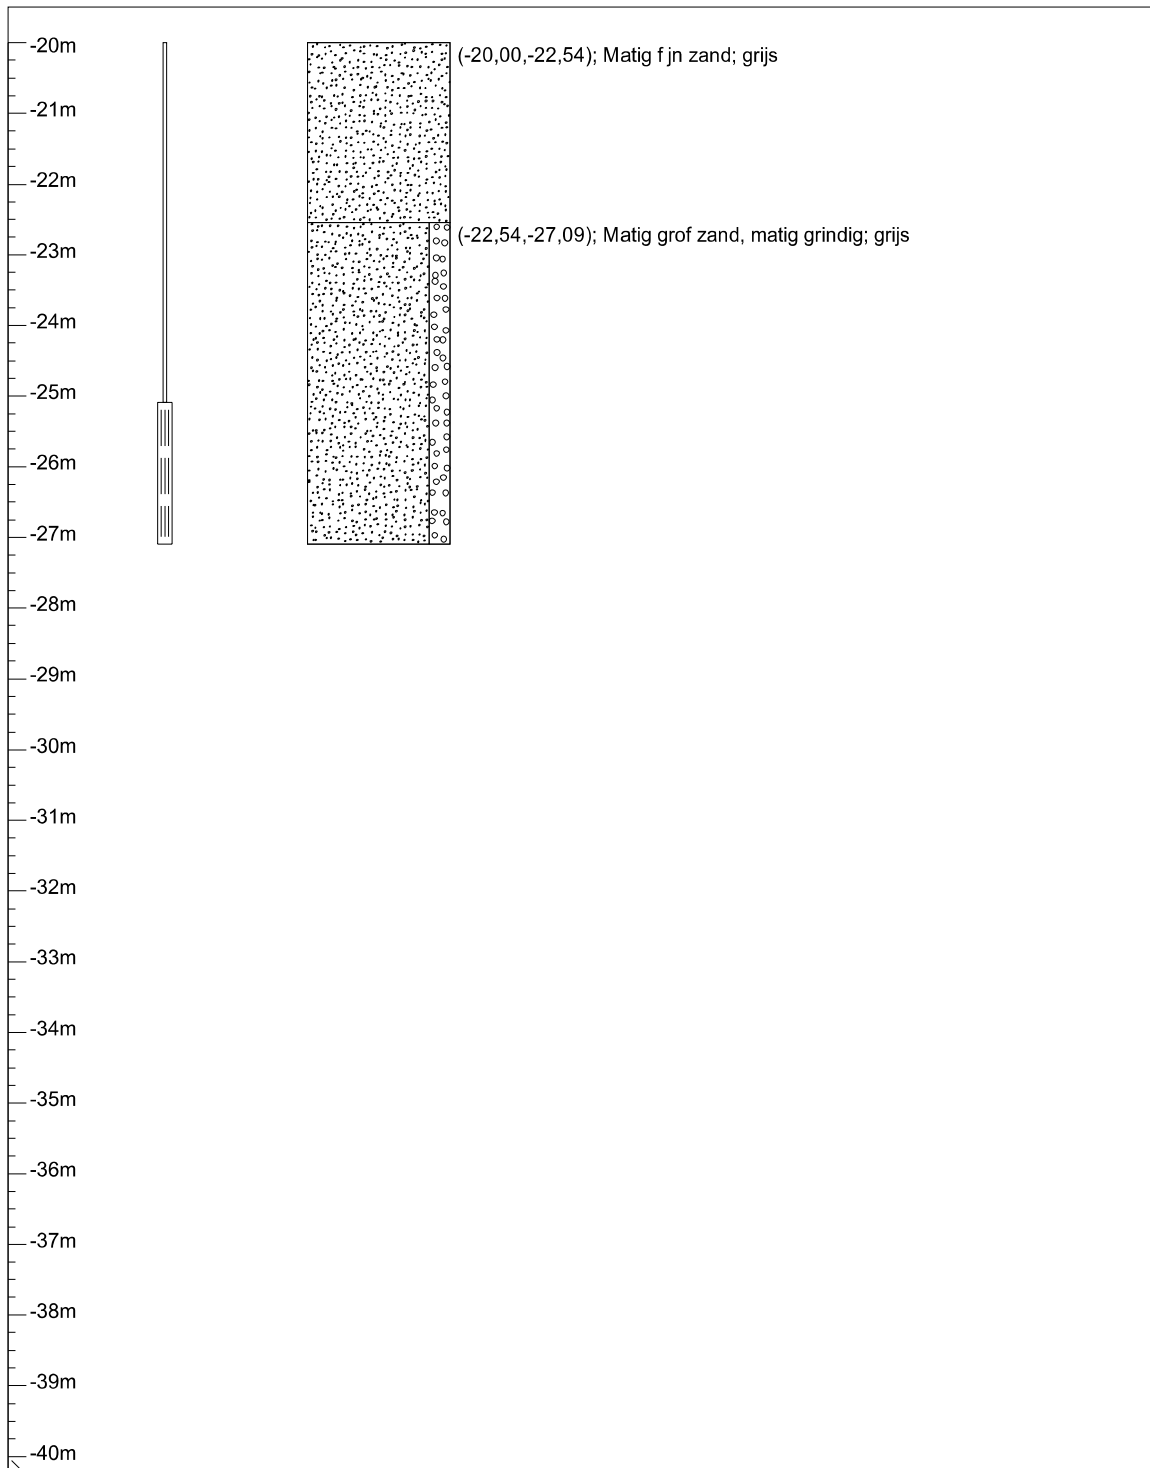 -20m
(-20,00,-22,54); Matig f jn zand; grijs
-21m
-22m
-23m
(-22,54,-27,09); Matig grof zand, matig grindig; grijs
-24m
-25m
-26m
-27m
-28m
-29m
-30m
-31m
-32m
-33m
-34m
-35m
-36m
-37m
-38m
-39m
-40m